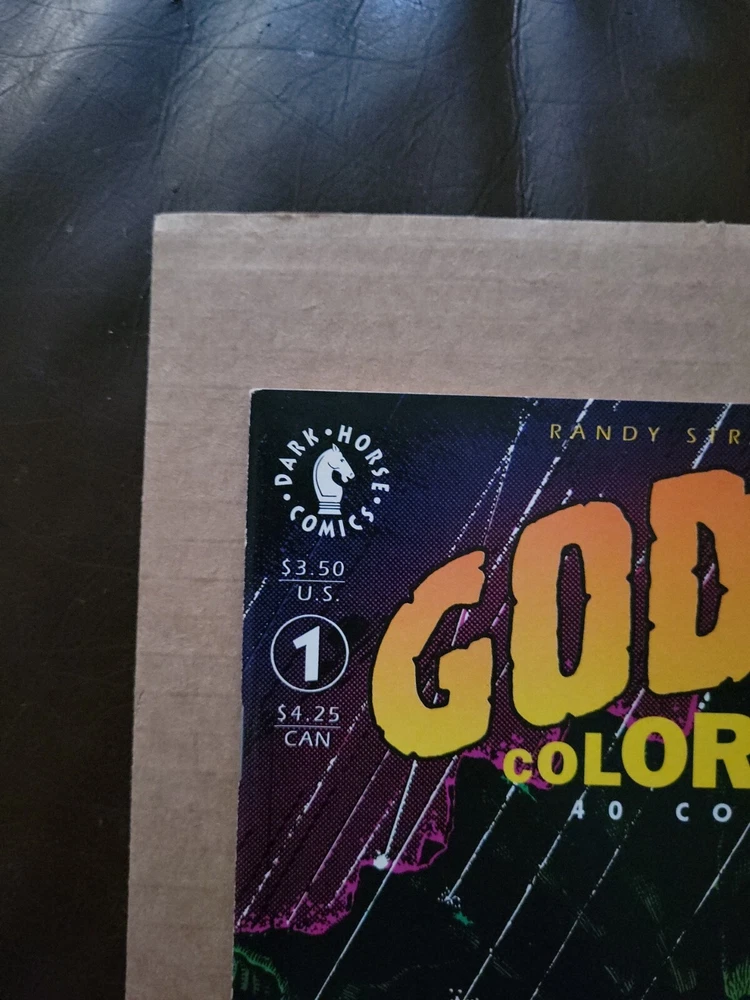 DARK · HORSE
COMICS
RANDY STR
$3.50
U.S.
1
$4.25
CAN
GOD
COLOR
40 CO